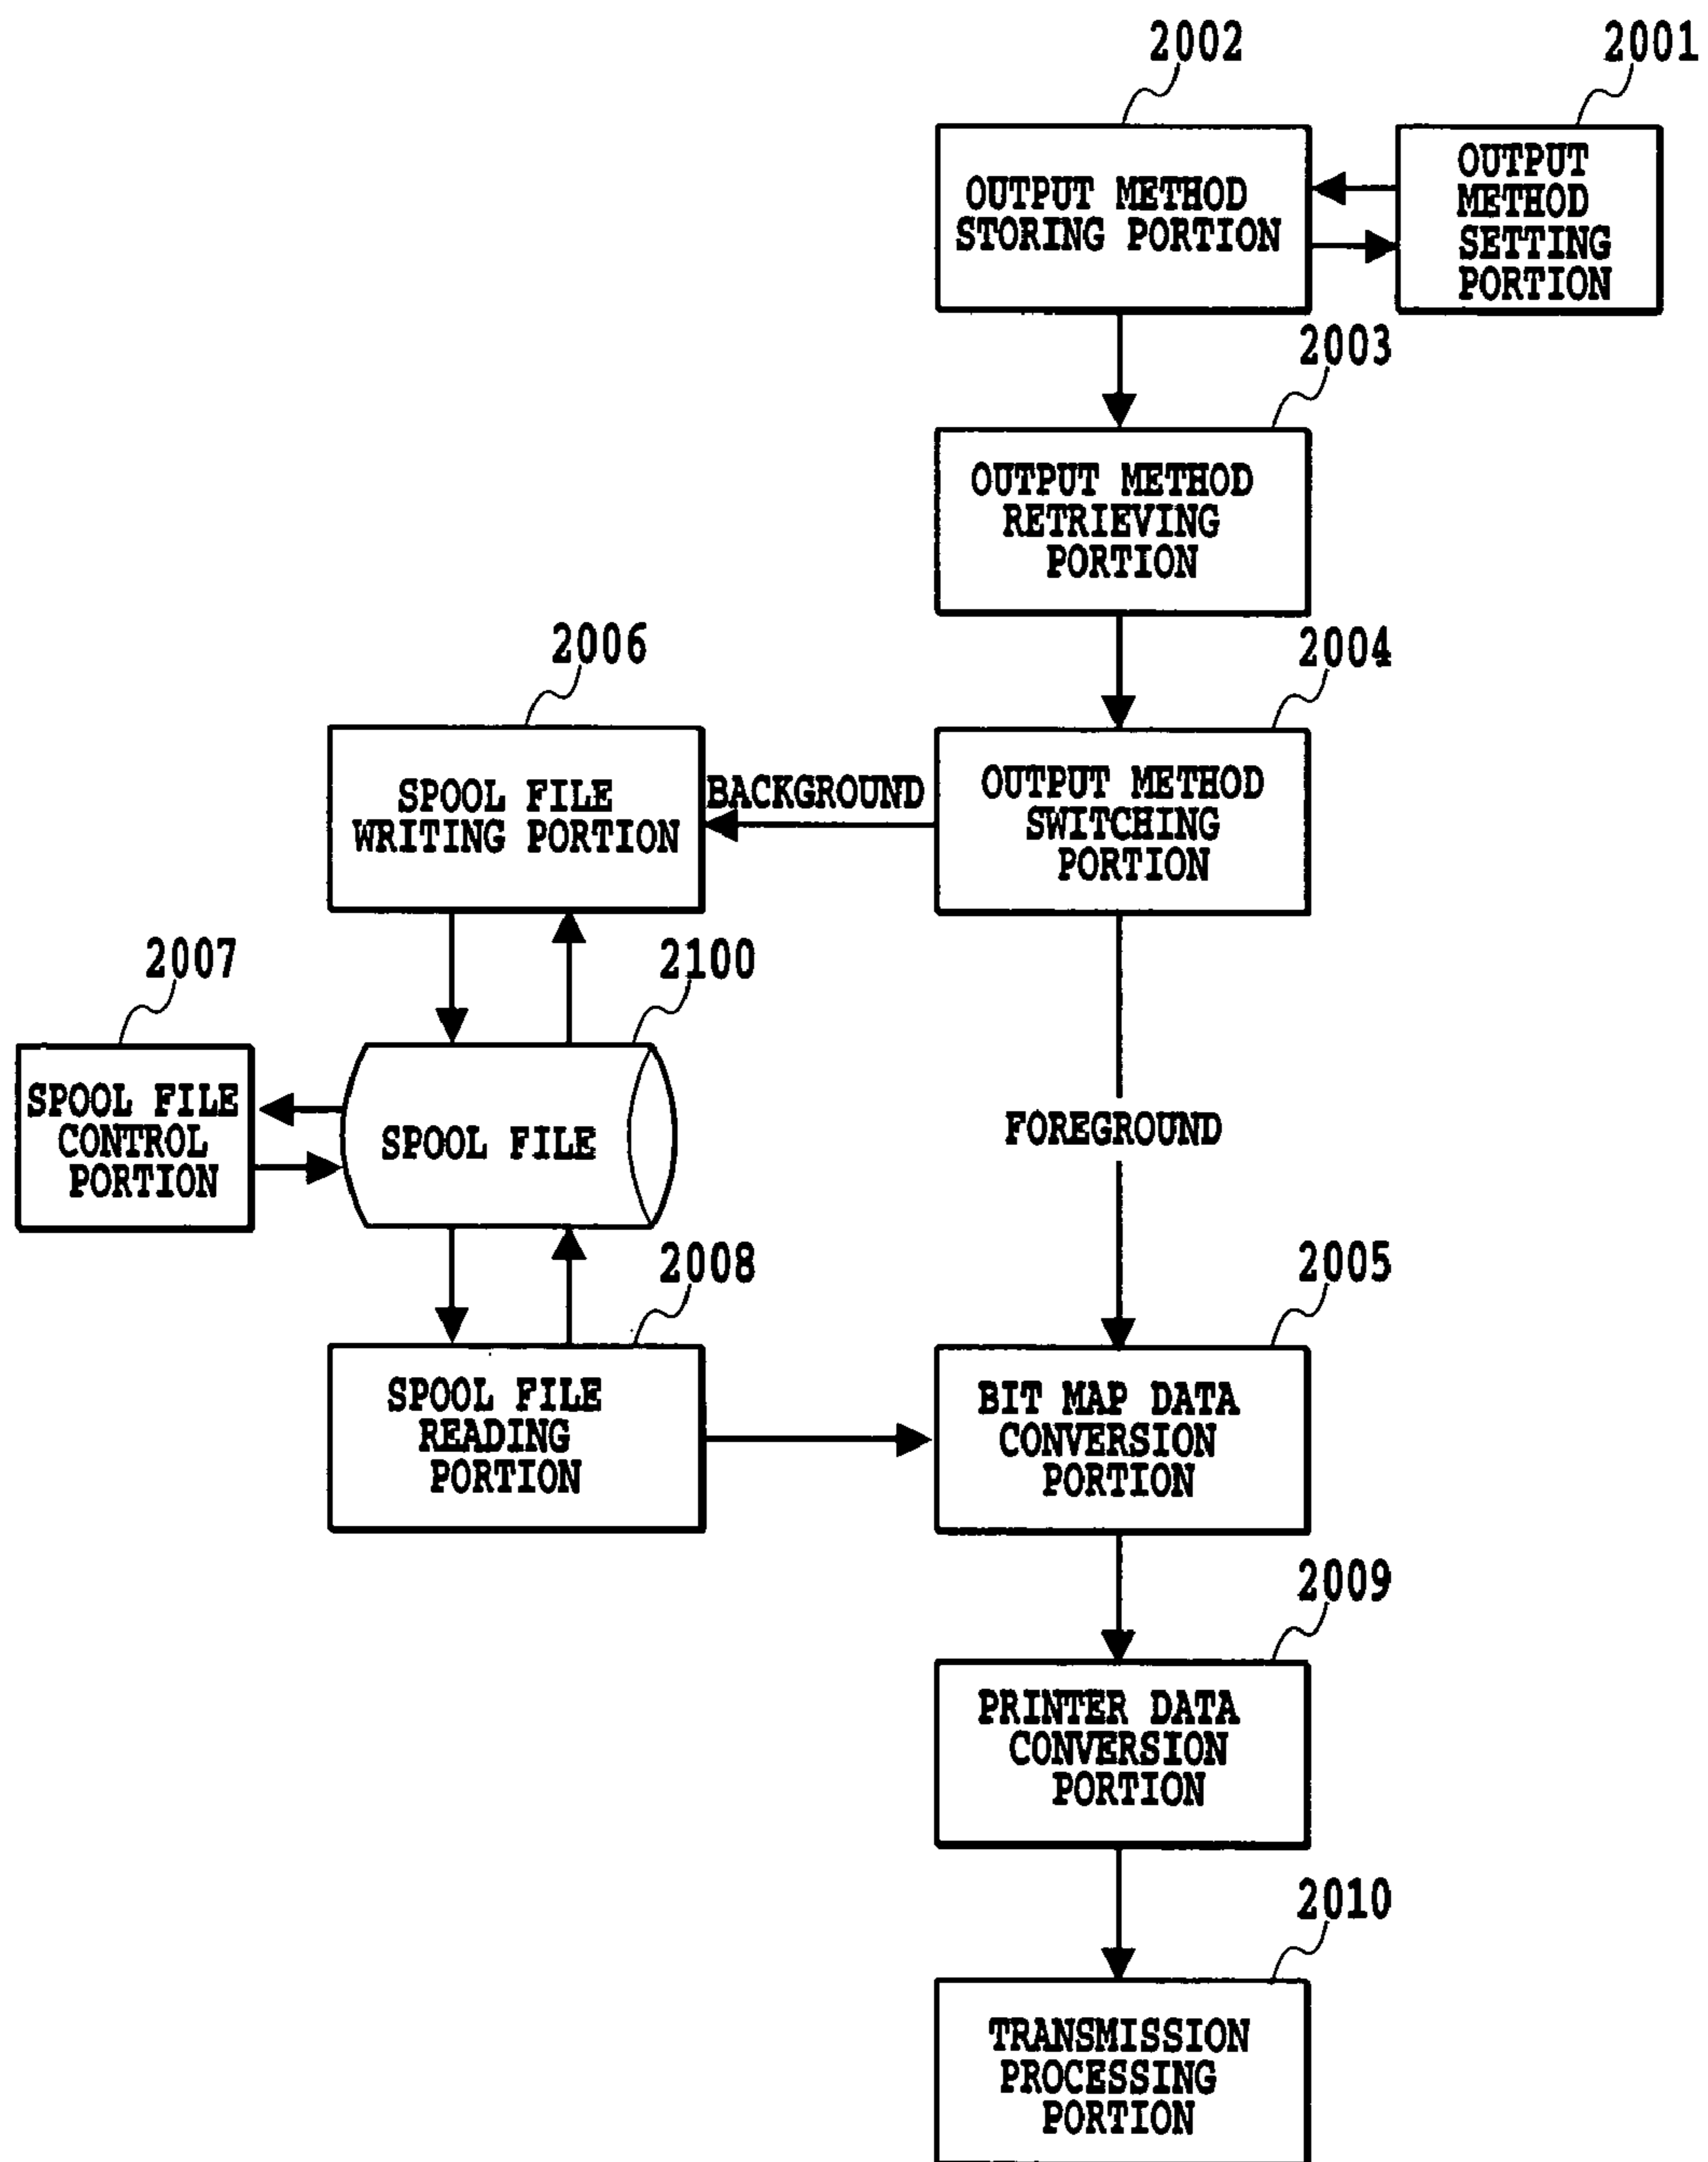 2002
2001
OUTPUT METHOD
STORING PORTION
OUTPUT
METHOD
SETTING
PORTION
2003
OUTPUT METHOD
RETRIEVING
PORTION
2006
2004
SPOOL FILE
WRITING PORTION
BACKGROUND
OUTPUT METHOD
SWITCHING
PORTION
2007
2100
SPOOL FILE
CONTROL
PORTION
SPOOL FILE
FOREGROUND
2008
2005
SPOOL FILE
READING
PORTION
BIT MAP DATA
CONVERSION
PORTION
2009
PRINTER DATA
CONVERSION
PORTION
2010
TRANSMISSION
PROCESSING
PORTION